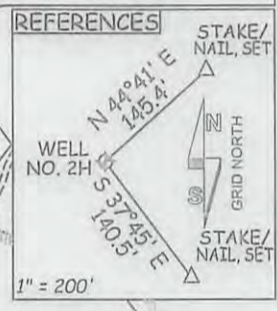 REFERENCES
STAKE/
NAIL, SET
N 44°41' E
145.4'
WELL
NO. 2H
N
S
GRID NORTH
S 37°45' E
140.5'
STAKE/
NAIL, SET
1" = 200'